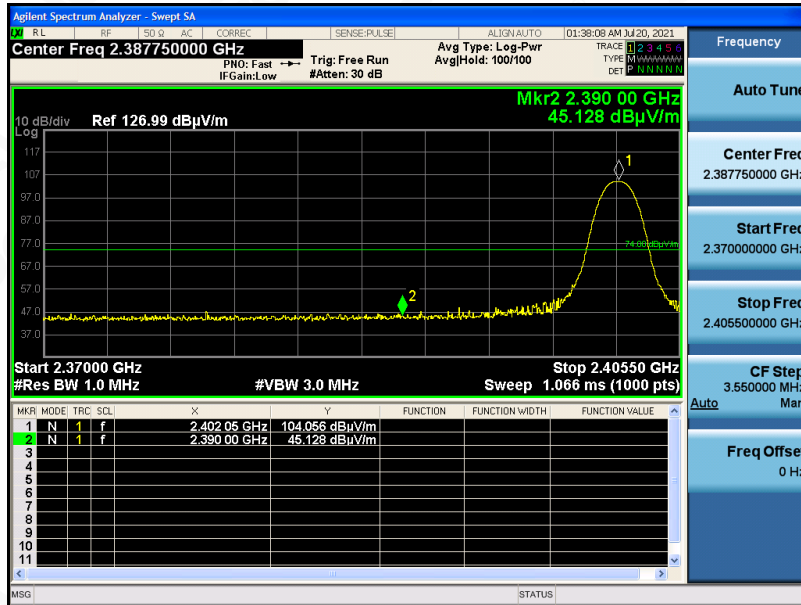 Agilent Spectrum Analyzer - Swept SA
LXI RL RF 50 Ω AC CORREC SENSE:PULSE ALIGN AUTO 01:38:08 AM Jul 20, 2021
Center Freq 2.387750000 GHz
PNO: Fast
IFGain:Low
Trig: Free Run
#Atten: 30 dB
Avg Type: Log-Pwr
Avg|Hold: 100/100
TRACE 1 2 3 4 5 6
TYPE M
DET P N N N N N
Mkr2 2.390 00 GHz
45.128 dBµV/m
10 dB/div Ref 126.99 dBµV/m
Log
117
107
97.0
87.0
77.0
67.0
57.0
47.0
37.0
1
74.00 dBµV/m
2
Start 2.37000 GHz Stop 2.40550 GHz
#Res BW 1.0 MHz #VBW 3.0 MHz Sweep 1.066 ms (1000 pts)
MKR MODE TRC SCL X Y FUNCTION FUNCTION WIDTH FUNCTION VALUE
1 N 1 f 2.402 05 GHz 104.056 dBµV/m
2 N 1 f 2.390 00 GHz 45.128 dBµV/m
3
4
5
6
7
8
9
10
11
MSG STATUS
Frequency
Auto Tune
Center Freq
2.387750000 GHz
Start Freq
2.370000000 GHz
Stop Freq
2.405500000 GHz
CF Step
3.550000 MHz
Auto Man
Freq Offset
0 Hz